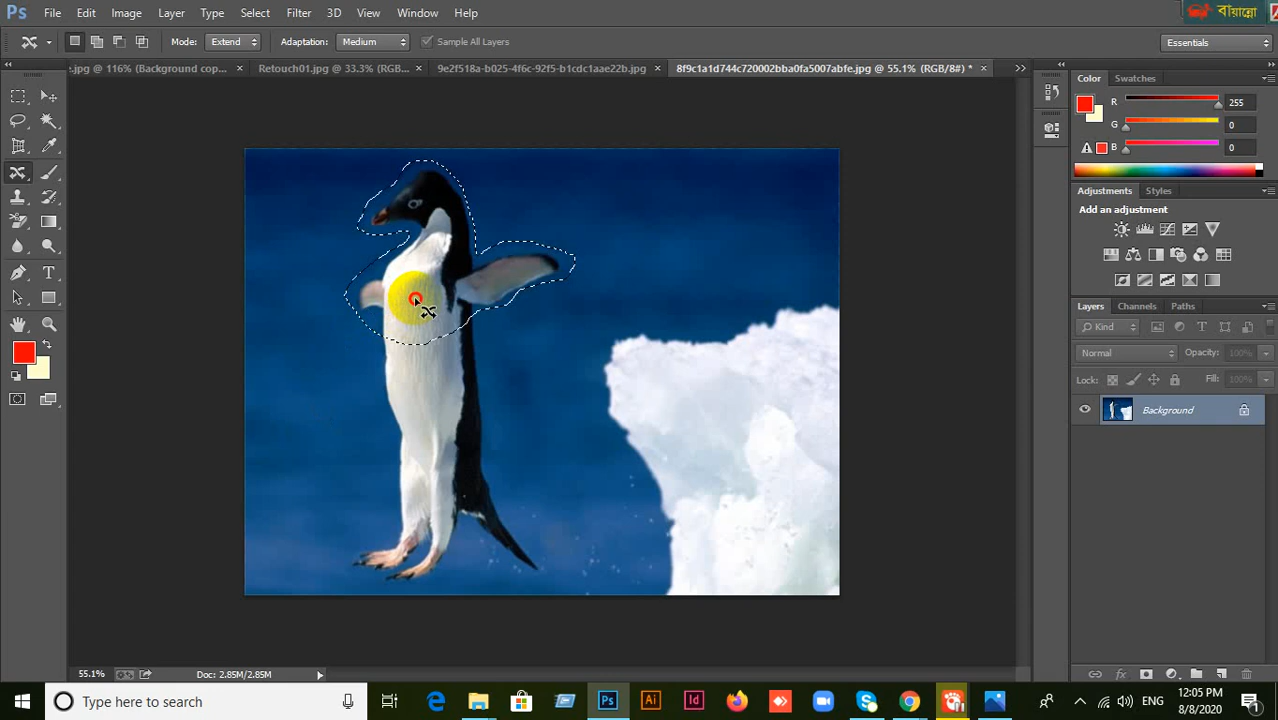 Ps File Edit Image Layer Type Select Filter 3D View Window Help
বায়ান্নো
Mode: Extend Adaptation: Medium Sample All Layers Essentials
e.jpg @ 116% (Background cop... × Retouch01.jpg @ 33.3% (RGB... × 9e2f518a-b025-4f6c-92f5-b1cdc1aae22b.jpg × 8f9c1a1d744c720002bba0fa5007abfe.jpg @ 55.1% (RGB/8#) * ×
Color Swatches
R 255
G 0
B 0
Adjustments Styles
Add an adjustment
Layers Channels Paths
Kind
Normal Opacity: 100%
Lock: Fill: 100%
Background
55.1% Doc: 2.85M/2.85M
Type here to search
Ps Ai Id
ENG
12:05 PM
8/8/2020
1